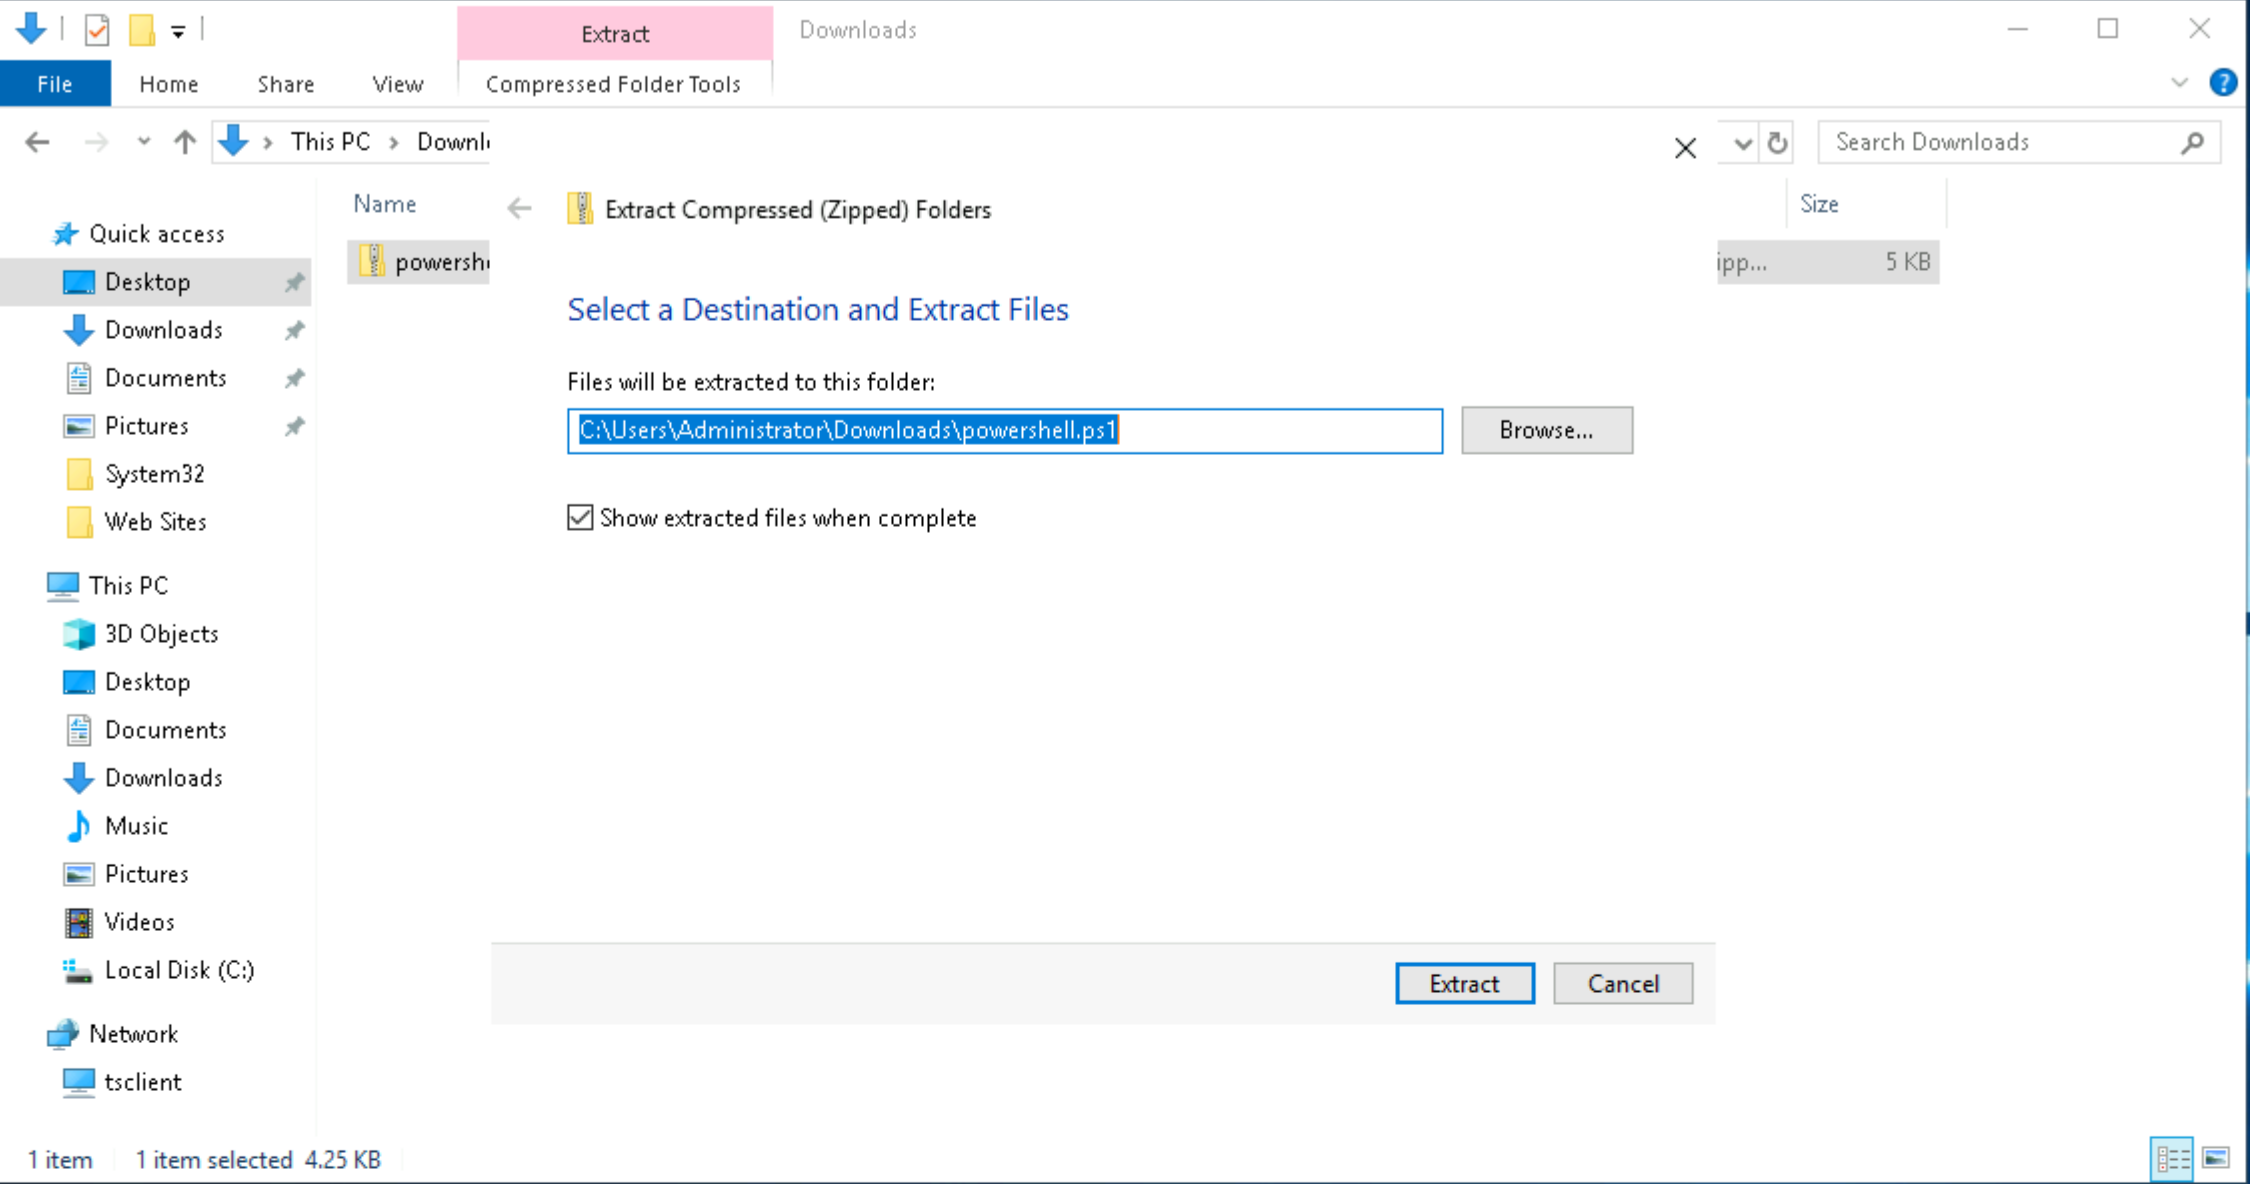 Extract
Downloads
File
Home
Share
View
Compressed Folder Tools
This PC
Search Downloads
Name
Size
Extract Compressed (Zipped) Folders
Quick access
5 KB
Desktop
Select a Destination and Extract Files
Downloads
Documents
Files will be extracted to this folder:
Pictures
C:\Users\Administrator\Downloads\powershell.ps1
Browse...
System32
Web Sites
Show extracted files when complete
This PC
3D Objects
Desktop
Documents
Downloads
Music
Pictures
Videos
Local Disk (C:)
Extract
Cancel
Network
tsclient
1 item
1 item selected 4.25 KB